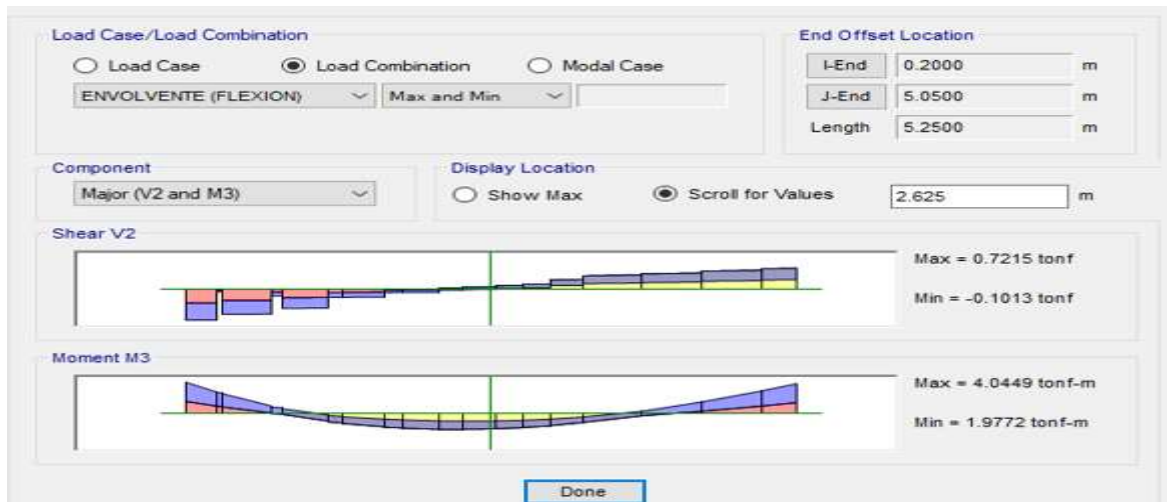 Load Case/Load Combination
Load Case Load Combination Modal Case
ENVOLVENTE (FLEXION) Max and Min
End Offset Location
I-End 0.2000 m
J-End 5.0500 m
Length 5.2500 m
Component
Major (V2 and M3)
Display Location
Show Max Scroll for Values 2.625 m
Shear V2
Max = 0.7215 tonf
Min = -0.1013 tonf
Moment M3
Max = 4.0449 tonf-m
Min = 1.9772 tonf-m
Done